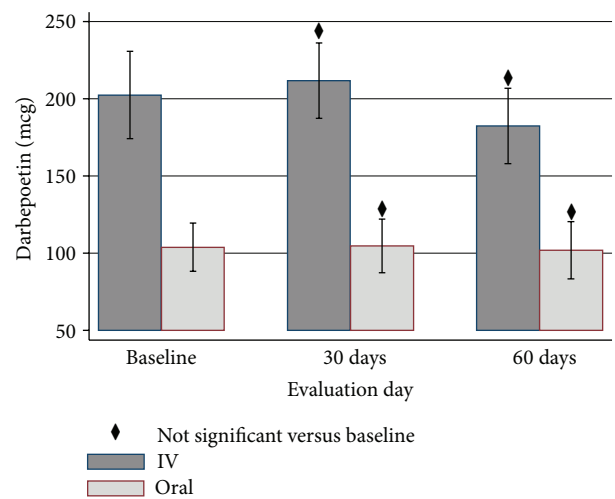 250
200
150
100
50
Darbepoetin (mcg)
Baseline 30 days 60 days
Evaluation day
Not significant versus baseline
IV
Oral